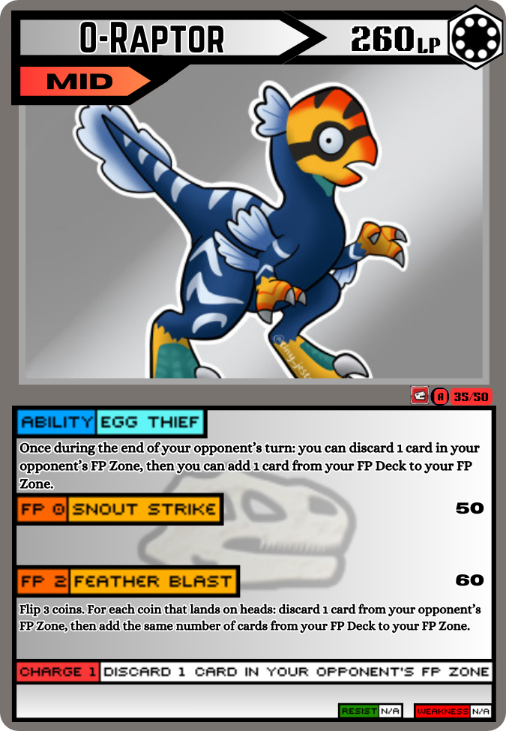 O-Raptor
260LP
MID
A 35/50
ABILITY EGG THIEF
Once during the end of your opponent's turn: you can discard 1 card in your
opponent's FP Zone, then you can add 1 card from your FP Deck to your FP
Zone.
FP 0 SNOUT STRIKE 50
FP 2 FEATHER BLAST 60
Flip 3 coins. For each coin that lands on heads: discard 1 card from your opponent's
FP Zone, then add the same number of cards from your FP Deck to your FP Zone.
CHARGE 1 DISCARD 1 CARD IN YOUR OPPONENT'S FP ZONE
RESIST N/A WEAKNESS N/A